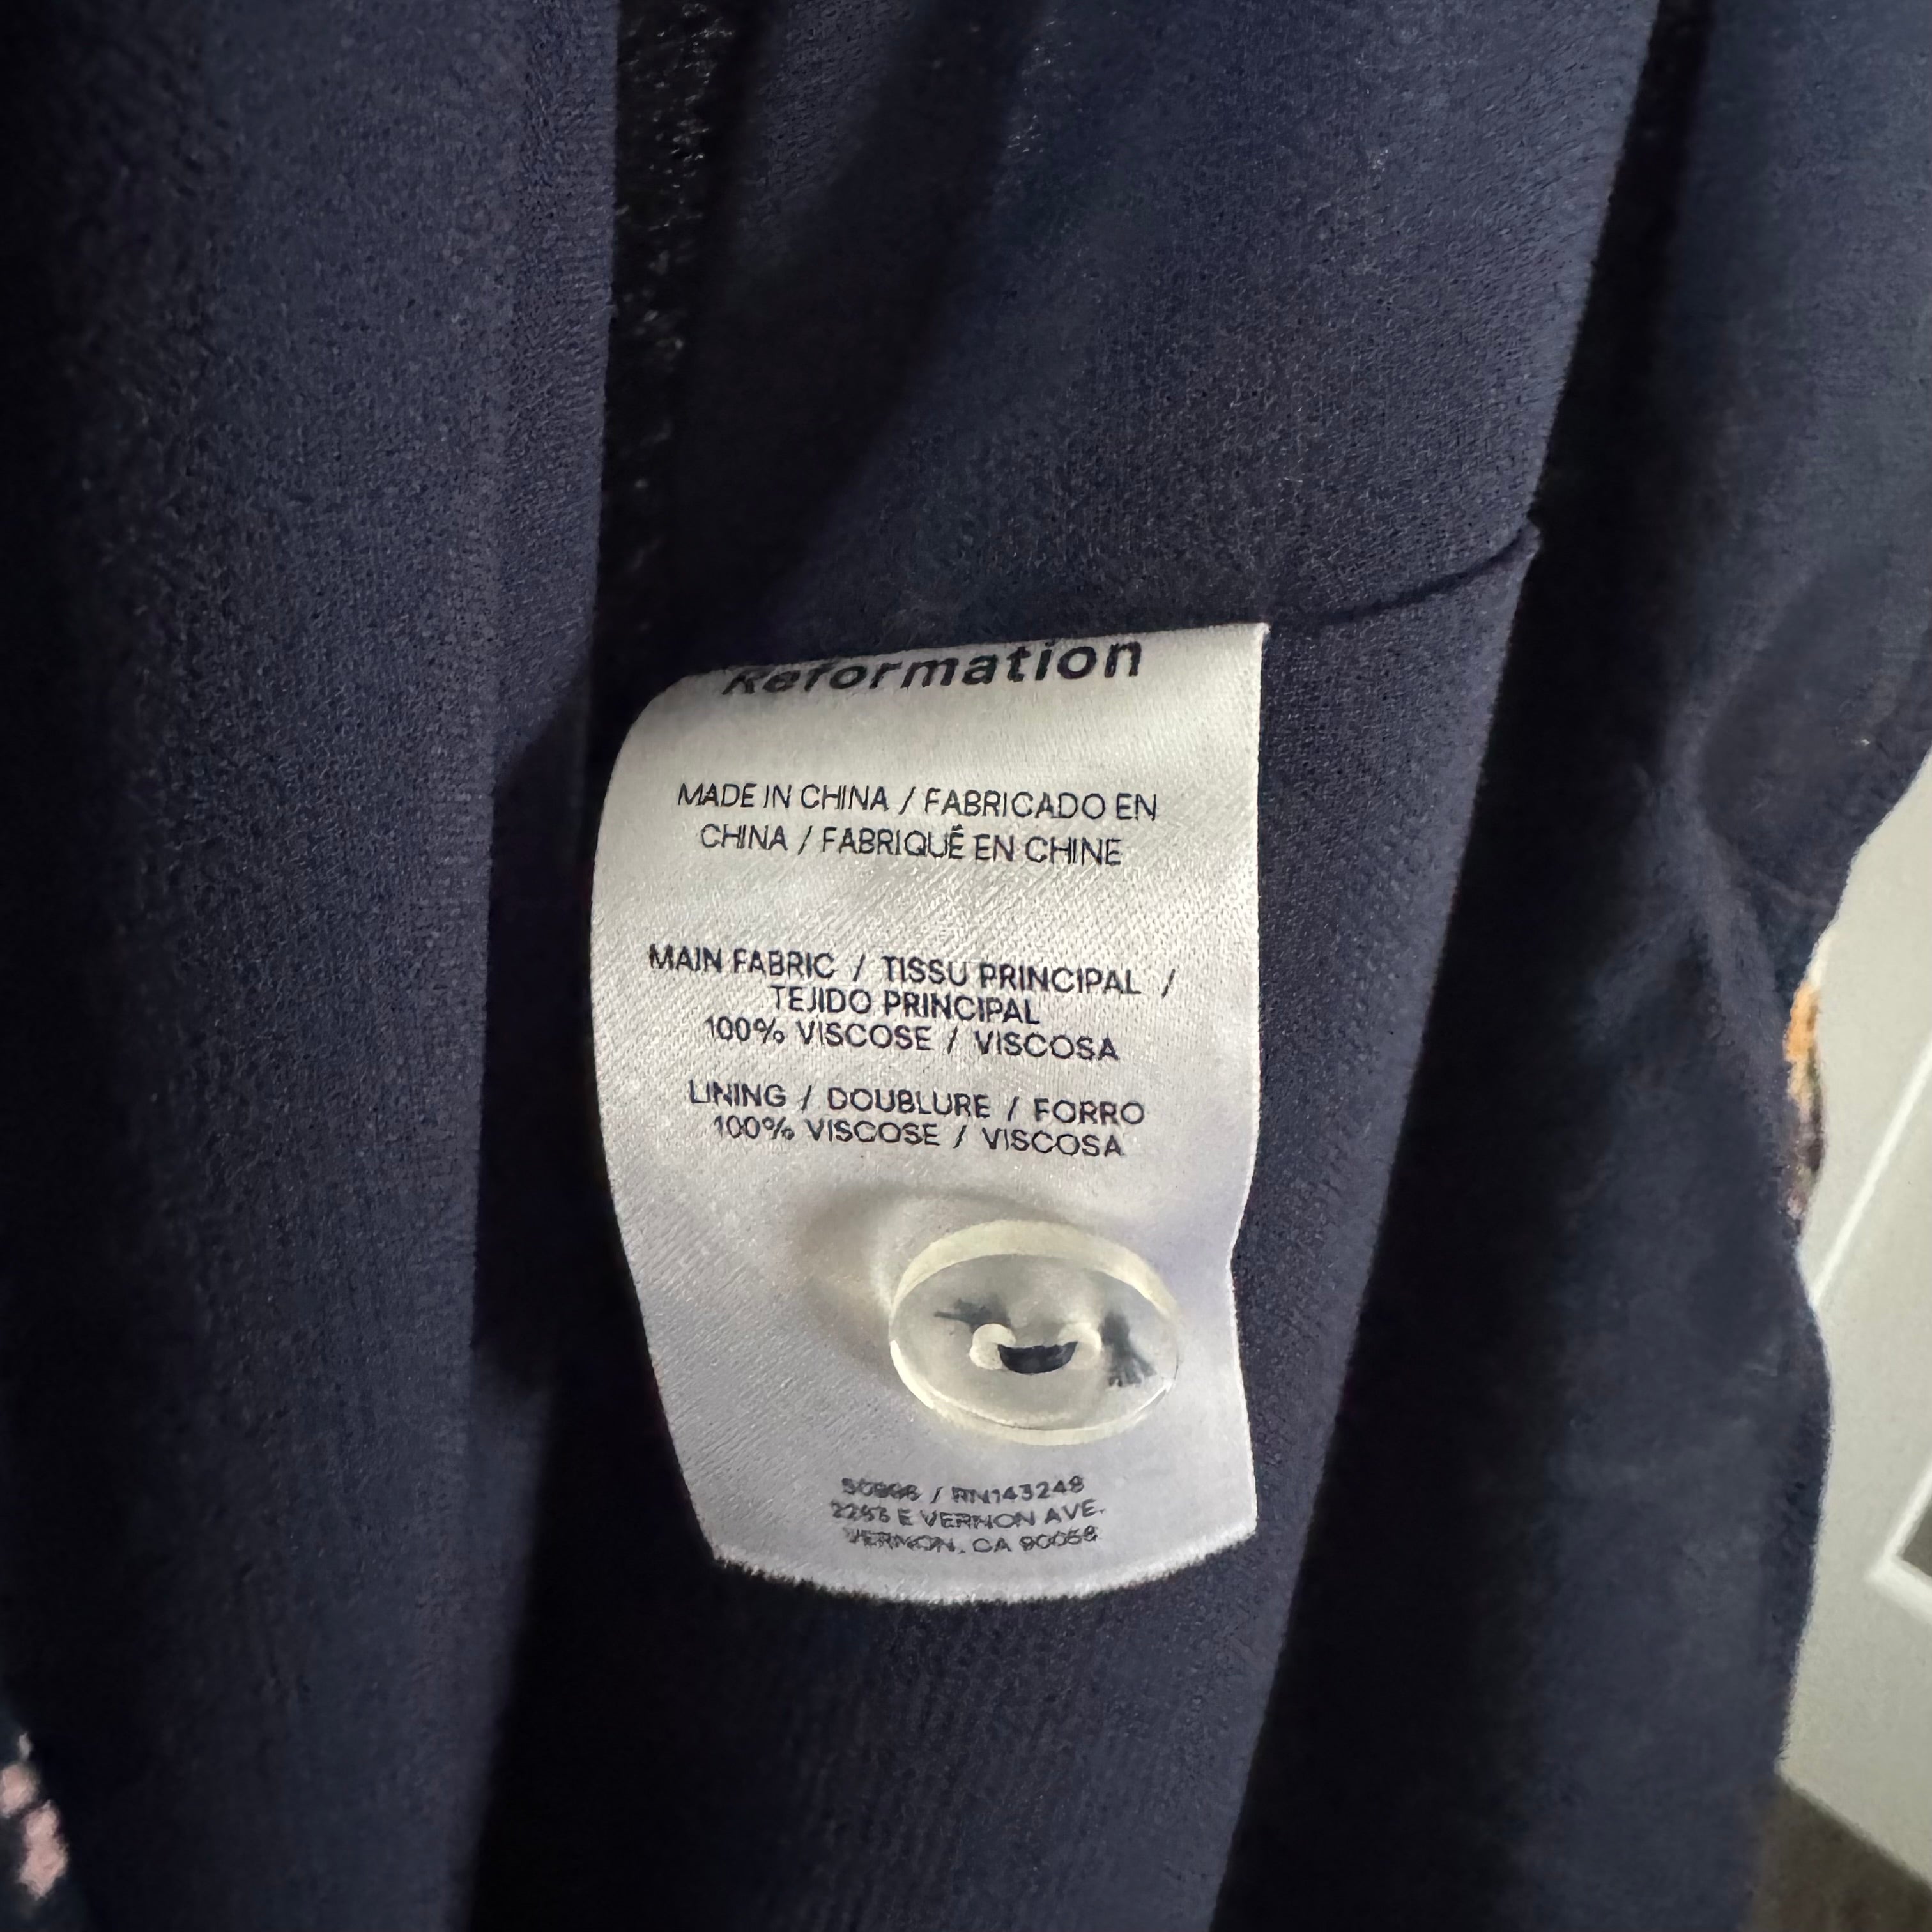 Reformation
MADE IN CHINA / FABRICADO EN
CHINA / FABRIQUÉ EN CHINE
MAIN FABRIC / TISSU PRINCIPAL /
TEJIDO PRINCIPAL
100% VISCOSE / VISCOSA
LINING / DOUBLURE / FORRO
100% VISCOSE / VISCOSA
/ RN143248
E VERNON AVE.
VERNON, CA 90058